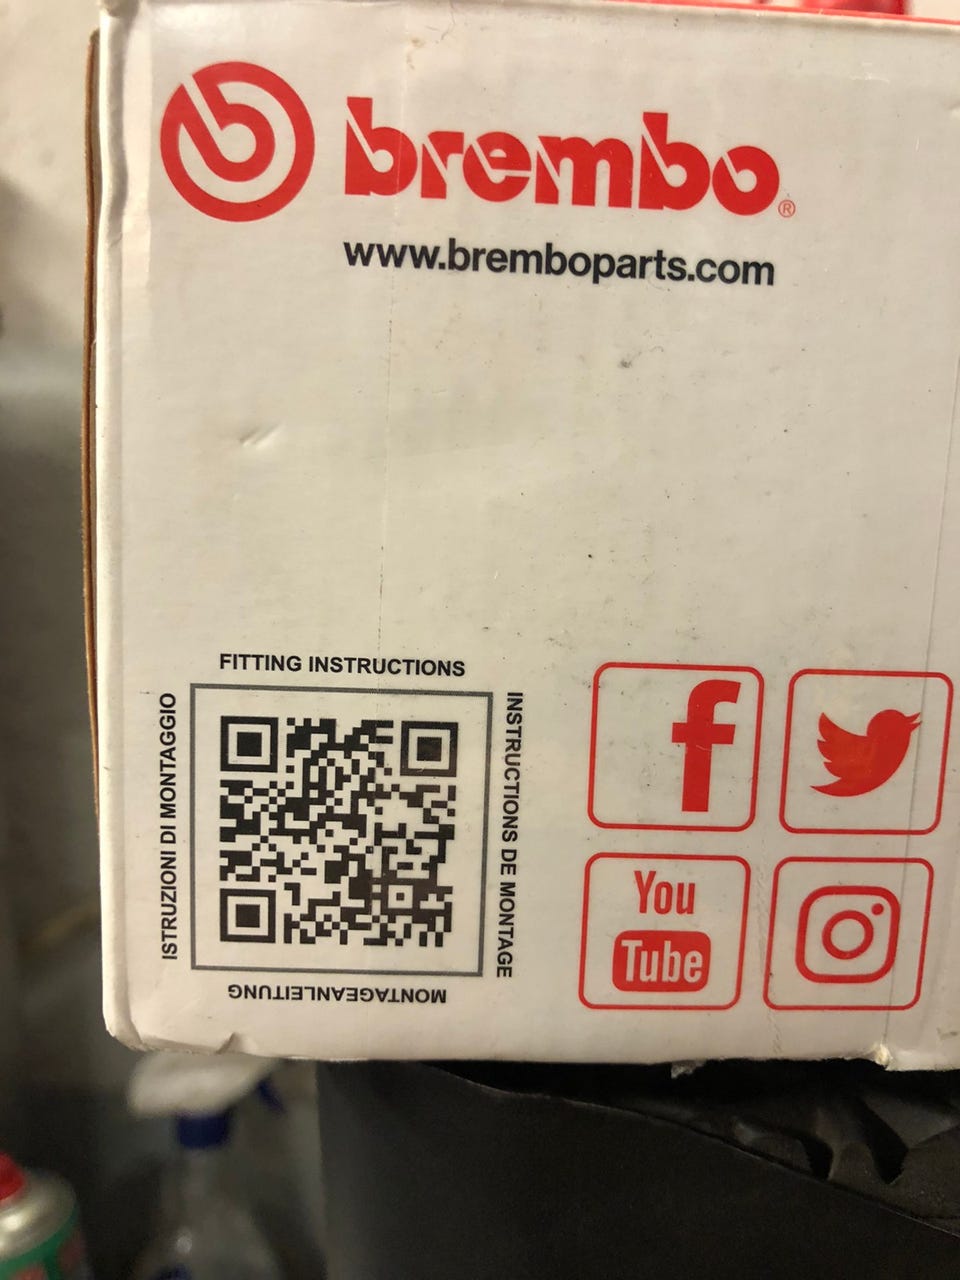 brembo®
www.bremboparts.com
FITTING INSTRUCTIONS
ISTRUZIONI DI MONTAGGIO
INSTRUCTIONS DE MONTAGE
MONTAGEANLEITUNG
f
You
Tube